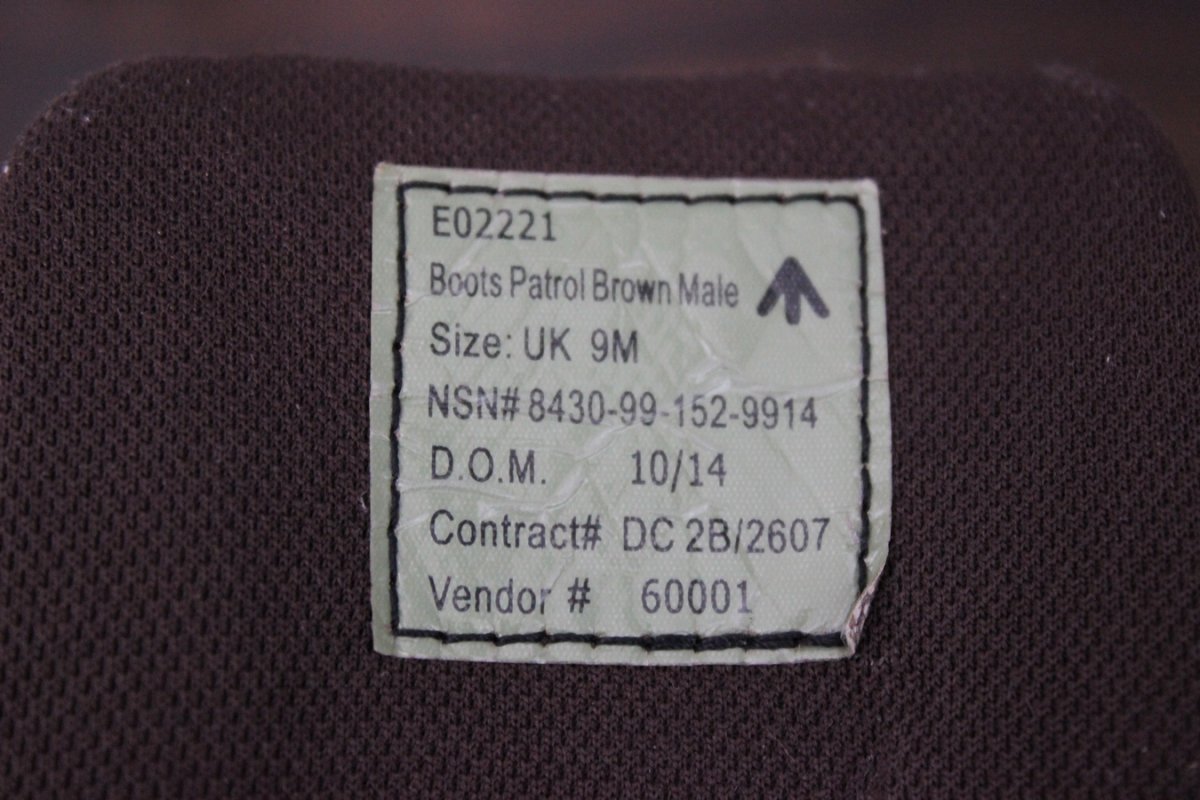 E02221
Boots Patrol Brown Male
Size: UK 9M
NSN# 8430-99-152-9914
D.O.M. 10/14
Contract# DC 2B/2607
Vendor # 60001